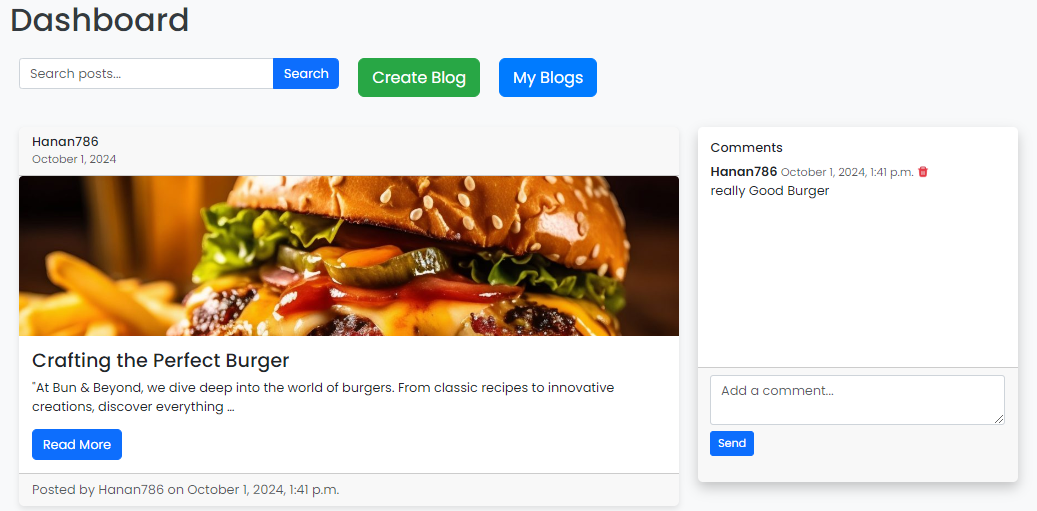 Dashboard
Search posts...
Search
Create Blog
My Blogs
Hanan786
October 1, 2024
Crafting the Perfect Burger
"At Bun & Beyond, we dive deep into the world of burgers. From classic recipes to innovative
creations, discover everything …
Read More
Posted by Hanan786 on October 1, 2024, 1:41 p.m.
Comments
Hanan786 October 1, 2024, 1:41 p.m.
really Good Burger
Add a comment...
Send